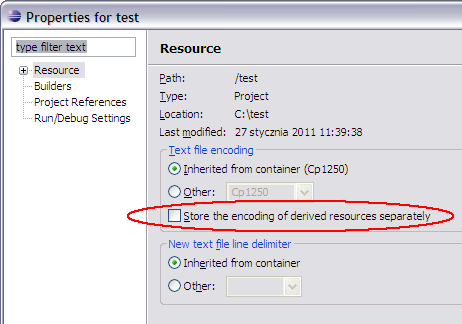 Properties for test
type filter text
Resource
Builders
Project References
Run/Debug Settings
Resource
Path: /test
Type: Project
Location: C:\test
Last modified: 27 stycznia 2011 11:39:38
Text file encoding
Inherited from container (Cp1250)
Other: Cp1250
Store the encoding of derived resources separately
New text file line delimiter
Inherited from container
Other: